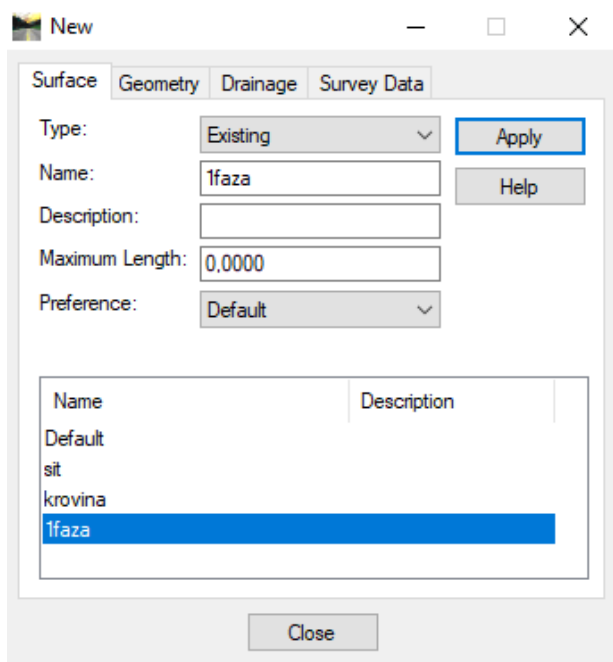 New
Surface Geometry Drainage Survey Data
Type: Existing Apply
Name: 1faza Help
Description:
Maximum Length: 0,0000
Preference: Default
Name Description
Default
sit
krovina
1faza
Close